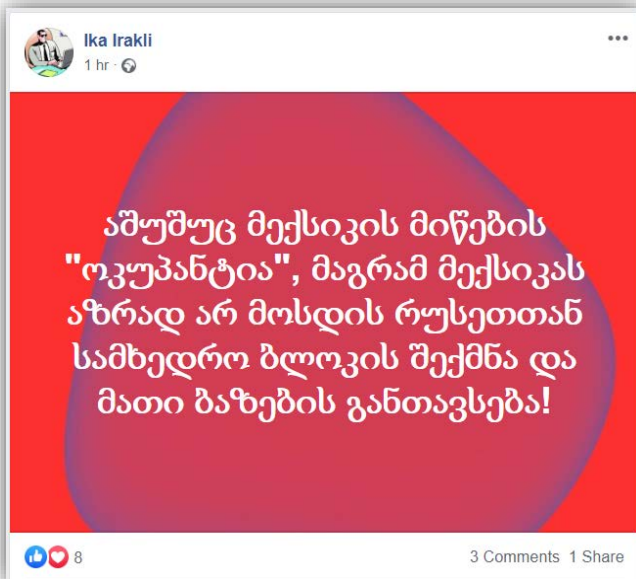 Ika Irakli
1 hr ·
აშუშუც მექსიკის მიწების
"ოკუპანტია", მაგრამ მექსიკას
აზრად არ მოსდის რუსეთთან
სამხედრო ბლოკის შექმნა და
მათი ბაზების განთავსება!
8
3 Comments 1 Share